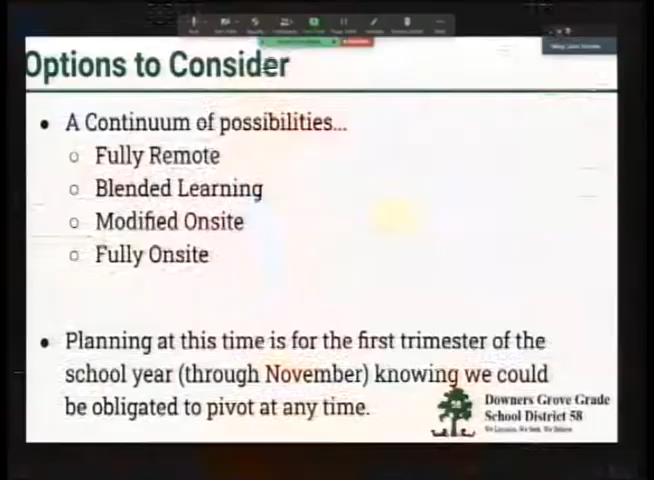 Options to Consider
• A Continuum of possibilities...
o Fully Remote
o Blended Learning
o Modified Onsite
o Fully Onsite
• Planning at this time is for the first trimester of the
school year (through November) knowing we could
be obligated to pivot at any time.
Downers Grove Grade
School District 58